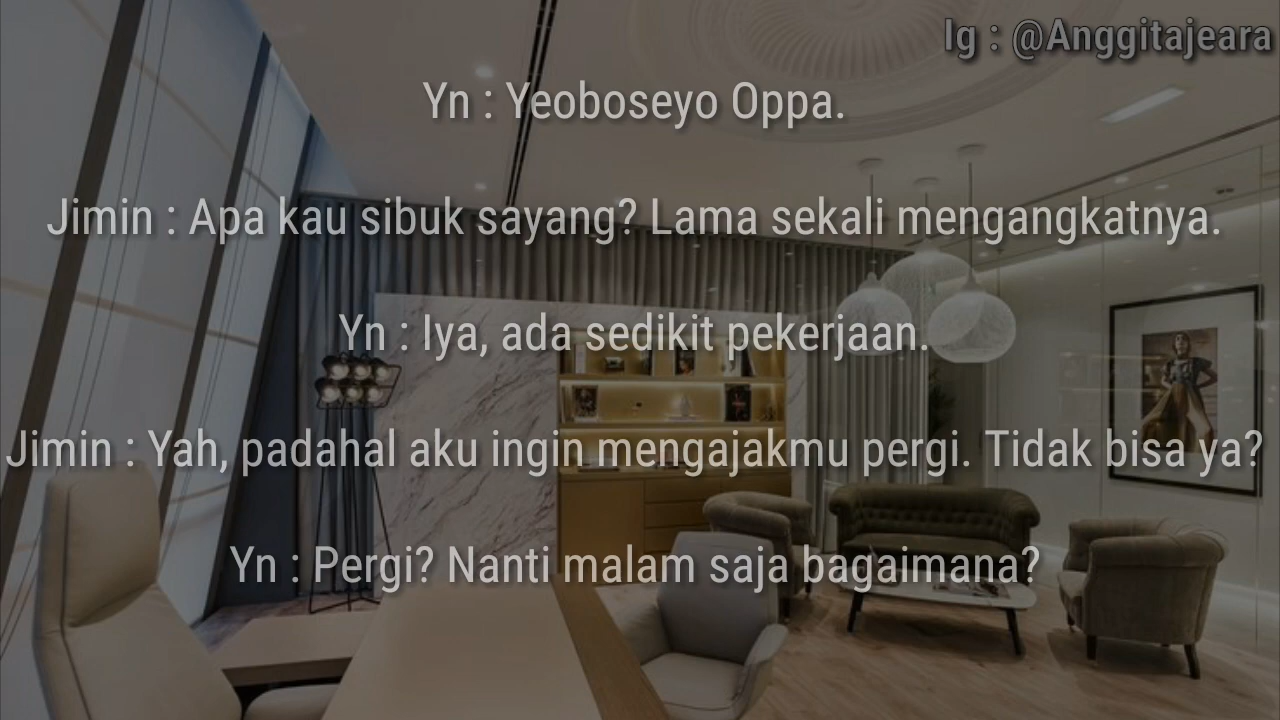 Ig : @Anggitajeara
Yn : Yeoboseyo Oppa.
Jimin : Apa kau sibuk sayang? Lama sekali mengangkatnya.
Yn : Iya, ada sedikit pekerjaan.
Jimin : Yah, padahal aku ingin mengajakmu pergi. Tidak bisa ya?
Yn : Pergi? Nanti malam saja bagaimana?